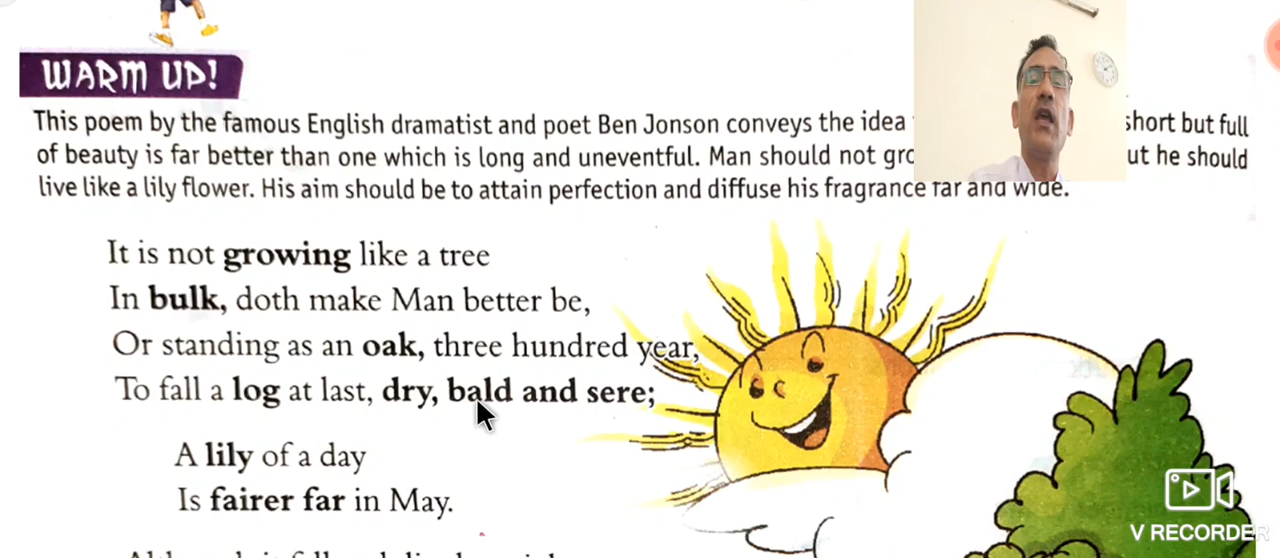 WARM UP!
This poem by the famous English dramatist and poet Ben Jonson conveys the idea short but full
of beauty is far better than one which is long and uneventful. Man should not he should
live like a lily flower. His aim should be to attain perfection and diffuse his fragrance far and wide.
It is not growing like a tree
In bulk, doth make Man better be,
Or standing as an oak, three hundred year,
To fall a log at last, dry, bald and sere;
A lily of a day
Is fairer far in May.
V RECORDER